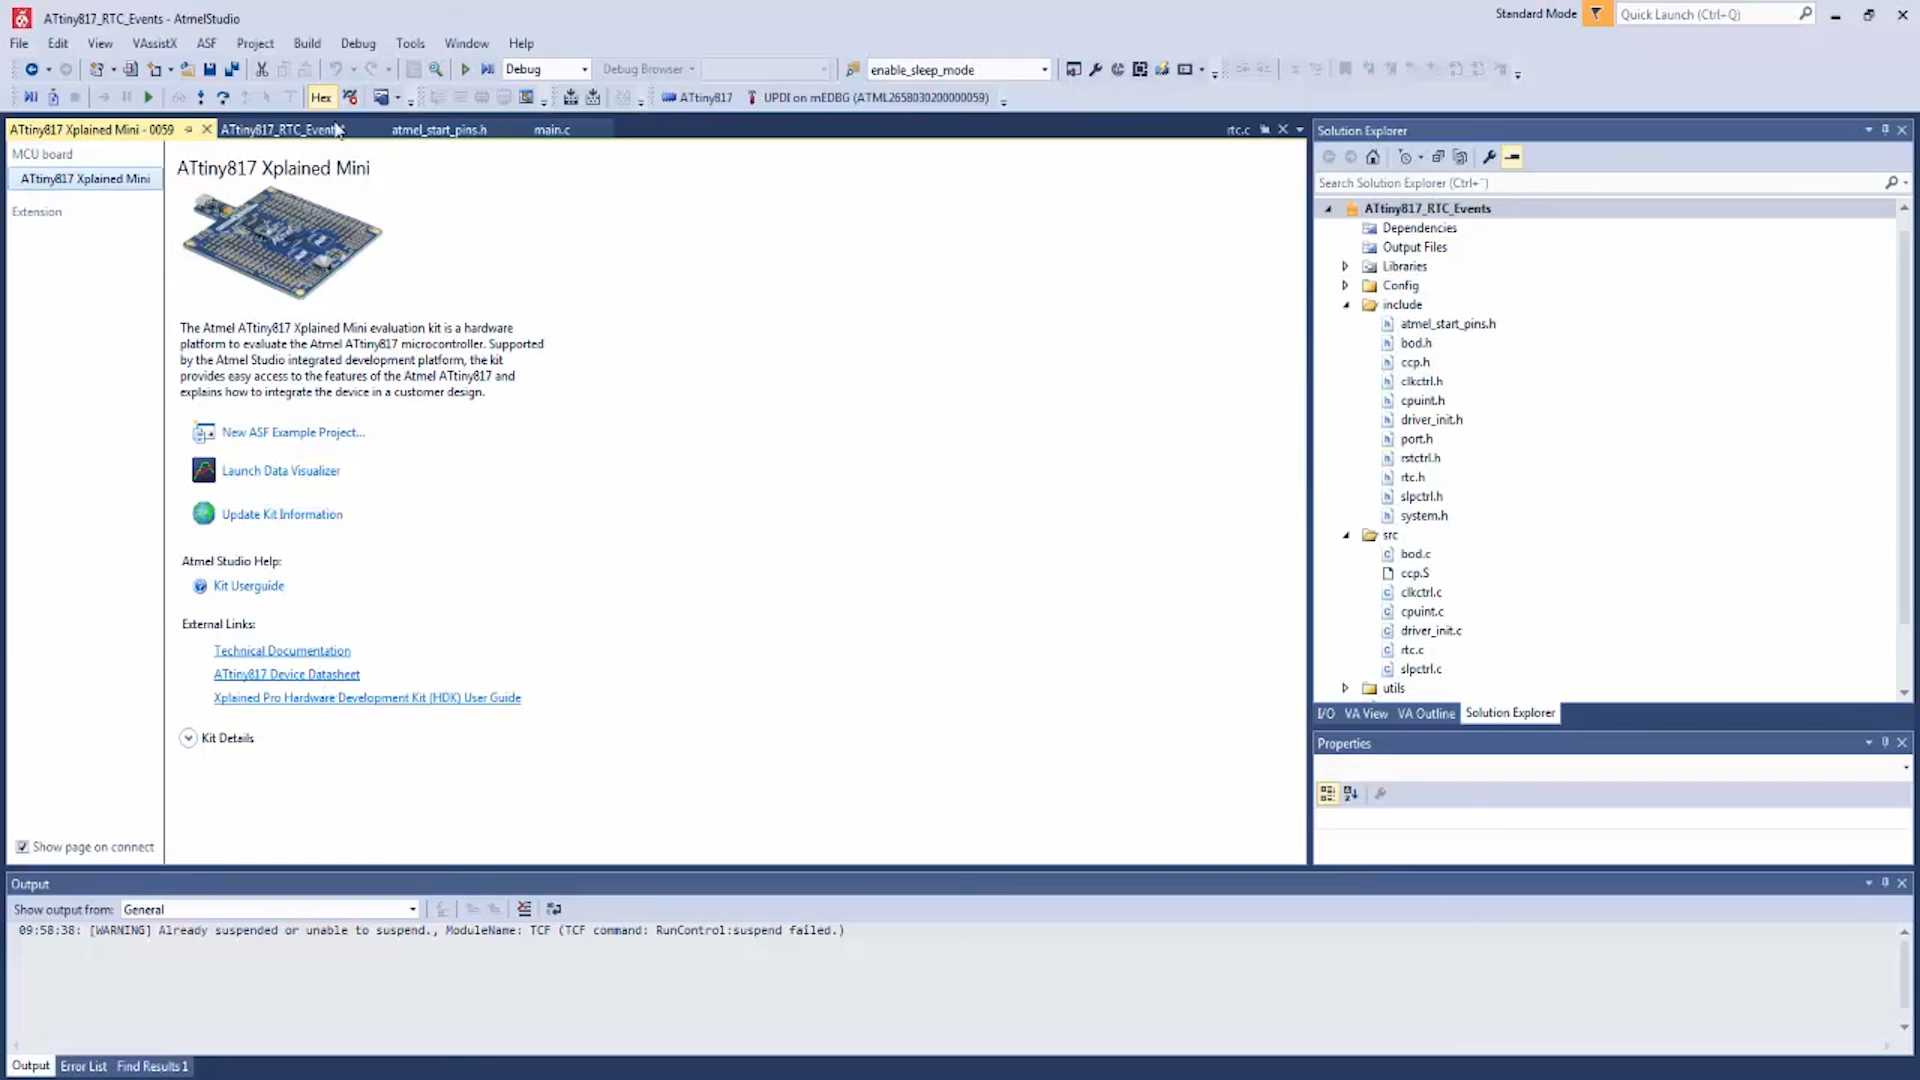 ATtiny817_RTC_Events - AtmelStudio
Standard Mode
Quick Launch (Ctrl+Q)
File Edit View VAssistX ASF Project Build Debug Tools Window Help
Debug
Debug Browser
enable_sleep_mode
Hex
ATtiny817
UPDI on mEDBG (ATML2658030200000059)
ATtiny817 Xplained Mini - 0059
ATtiny817_RTC_Events
atmel_start_pins.h
main.c
rtc.c
MCU board
ATtiny817 Xplained Mini
Extension
ATtiny817 Xplained Mini
The Atmel ATtiny817 Xplained Mini evaluation kit is a hardware
platform to evaluate the Atmel ATtiny817 microcontroller. Supported
by the Atmel Studio integrated development platform, the kit
provides easy access to the features of the Atmel ATtiny817 and
explains how to integrate the device in a customer design.
New ASF Example Project...
Launch Data Visualizer
Update Kit Information
Atmel Studio Help:
Kit Userguide
External Links:
Technical Documentation
ATtiny817 Device Datasheet
Xplained Pro Hardware Development Kit (HDK) User Guide
Kit Details
Show page on connect
Solution Explorer
Search Solution Explorer (Ctrl+¨)
ATtiny817_RTC_Events
Dependencies
Output Files
Libraries
Config
include
atmel_start_pins.h
bod.h
ccp.h
clkctrl.h
cpuint.h
driver_init.h
port.h
rstctrl.h
rtc.h
slpctrl.h
system.h
src
bod.c
ccp.S
clkctrl.c
cpuint.c
driver_init.c
rtc.c
slpctrl.c
utils
I/O VA View VA Outline Solution Explorer
Properties
Output
Show output from: General
09:58:38: [WARNING] Already suspended or unable to suspend., ModuleName: TCF (TCF command: RunControl:suspend failed.)
Output Error List Find Results 1